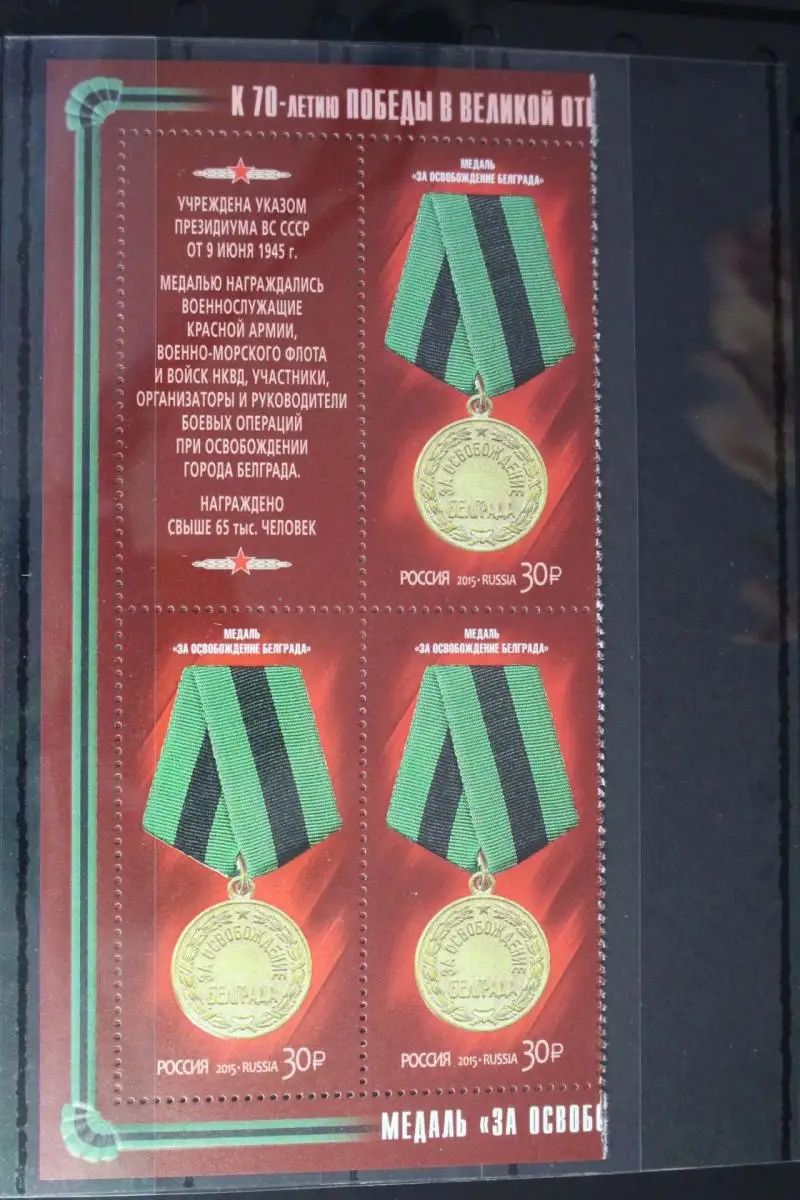 К 70-ЛЕТИЮ ПОБЕДЫ В ВЕЛИКОЙ ОТ
УЧРЕЖДЕНА УКАЗОМ
ПРЕЗИДИУМА ВС СССР
ОТ 9 ИЮНЯ 1945 г.
МЕДАЛЬЮ НАГРАЖДАЛИСЬ
ВОЕННОСЛУЖАЩИЕ
КРАСНОЙ АРМИИ,
ВОЕННО-МОРСКОГО ФЛОТА
И ВОЙСК НКВД, УЧАСТНИКИ,
ОРГАНИЗАТОРЫ И РУКОВОДИТЕЛИ
БОЕВЫХ ОПЕРАЦИЙ
ПРИ ОСВОБОЖДЕНИИ
ГОРОДА БЕЛГРАДА.
НАГРАЖДЕНО
СВЫШЕ 65 тыс. ЧЕЛОВЕК
МЕДАЛЬ
«ЗА ОСВОБОЖДЕНИЕ БЕЛГРАДА»
ЗА ОСВОБОЖДЕНИЕ
БЕЛГРАДА
РОССИЯ 2015·RUSSIA 30₽
МЕДАЛЬ
«ЗА ОСВОБОЖДЕНИЕ БЕЛГРАДА»
ЗА ОСВОБОЖДЕНИЕ
БЕЛГРАДА
РОССИЯ 2015·RUSSIA 30₽
МЕДАЛЬ
«ЗА ОСВОБОЖДЕНИЕ БЕЛГРАДА»
ЗА ОСВОБОЖДЕНИЕ
БЕЛГРАДА
РОССИЯ 2015·RUSSIA 30₽
МЕДАЛЬ «ЗА ОСВОБ